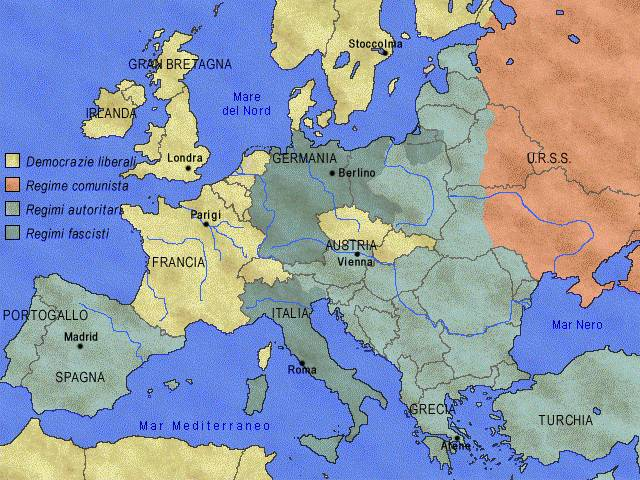 Stoccolma
GRAN BRETAGNA
Mare
del Nord
IRLANDA
Londra
GERMANIA
Berlino
U.R.S.S.
Democrazie liberali
Regime comunista
Regimi autoritari
Regimi fascisti
Parigi
FRANCIA
AUSTRIA
Vienna
PORTOGALLO
Madrid
SPAGNA
ITALIA
Roma
Mar Nero
Mar Mediterraneo
GRECIA
Atene
TURCHIA